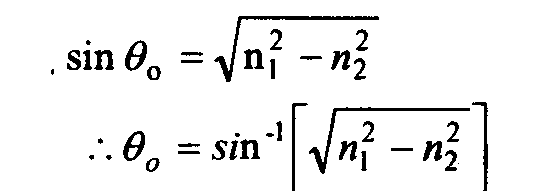 sin θₒ = √(n₁² − n₂²)
∴ θₒ = sin⁻¹[√(n₁² − n₂²)]